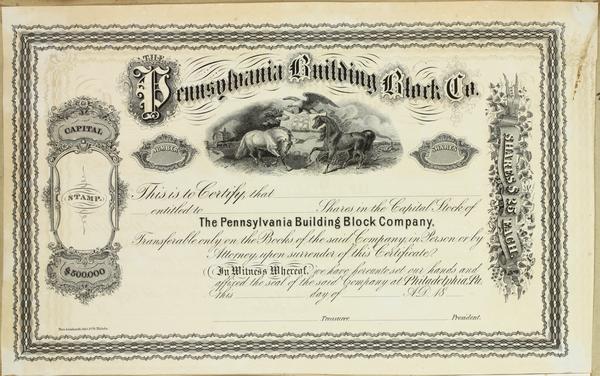 THE
Pennsylvania Building Block Co.
CAPITAL
STAMP
$500,000
NUMBER
SHARES
This is to Certify, that
entitled to Shares in the Capital Stock of
The Pennsylvania Building Block Company,
Transferable only on the Books of the said Company, in Person or by
Attorney, upon surrender of this Certificate.
In Witness Whereof, we have hereunto set our hands and
affixed the seal of the said Company at Philadelphia, Pa.
this day of A.D. 18
Treasurer President.
SHARES EACH